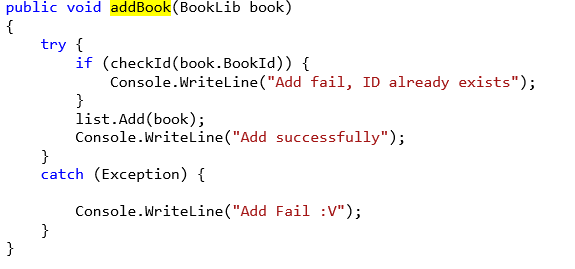 public void addBook(BookLib book)
{
    try {
        if (checkId(book.BookId)) {
            Console.WriteLine("Add fail, ID already exists");
        }
        list.Add(book);
        Console.WriteLine("Add successfully");
    }
    catch (Exception) {

        Console.WriteLine("Add Fail :V");
    }
}